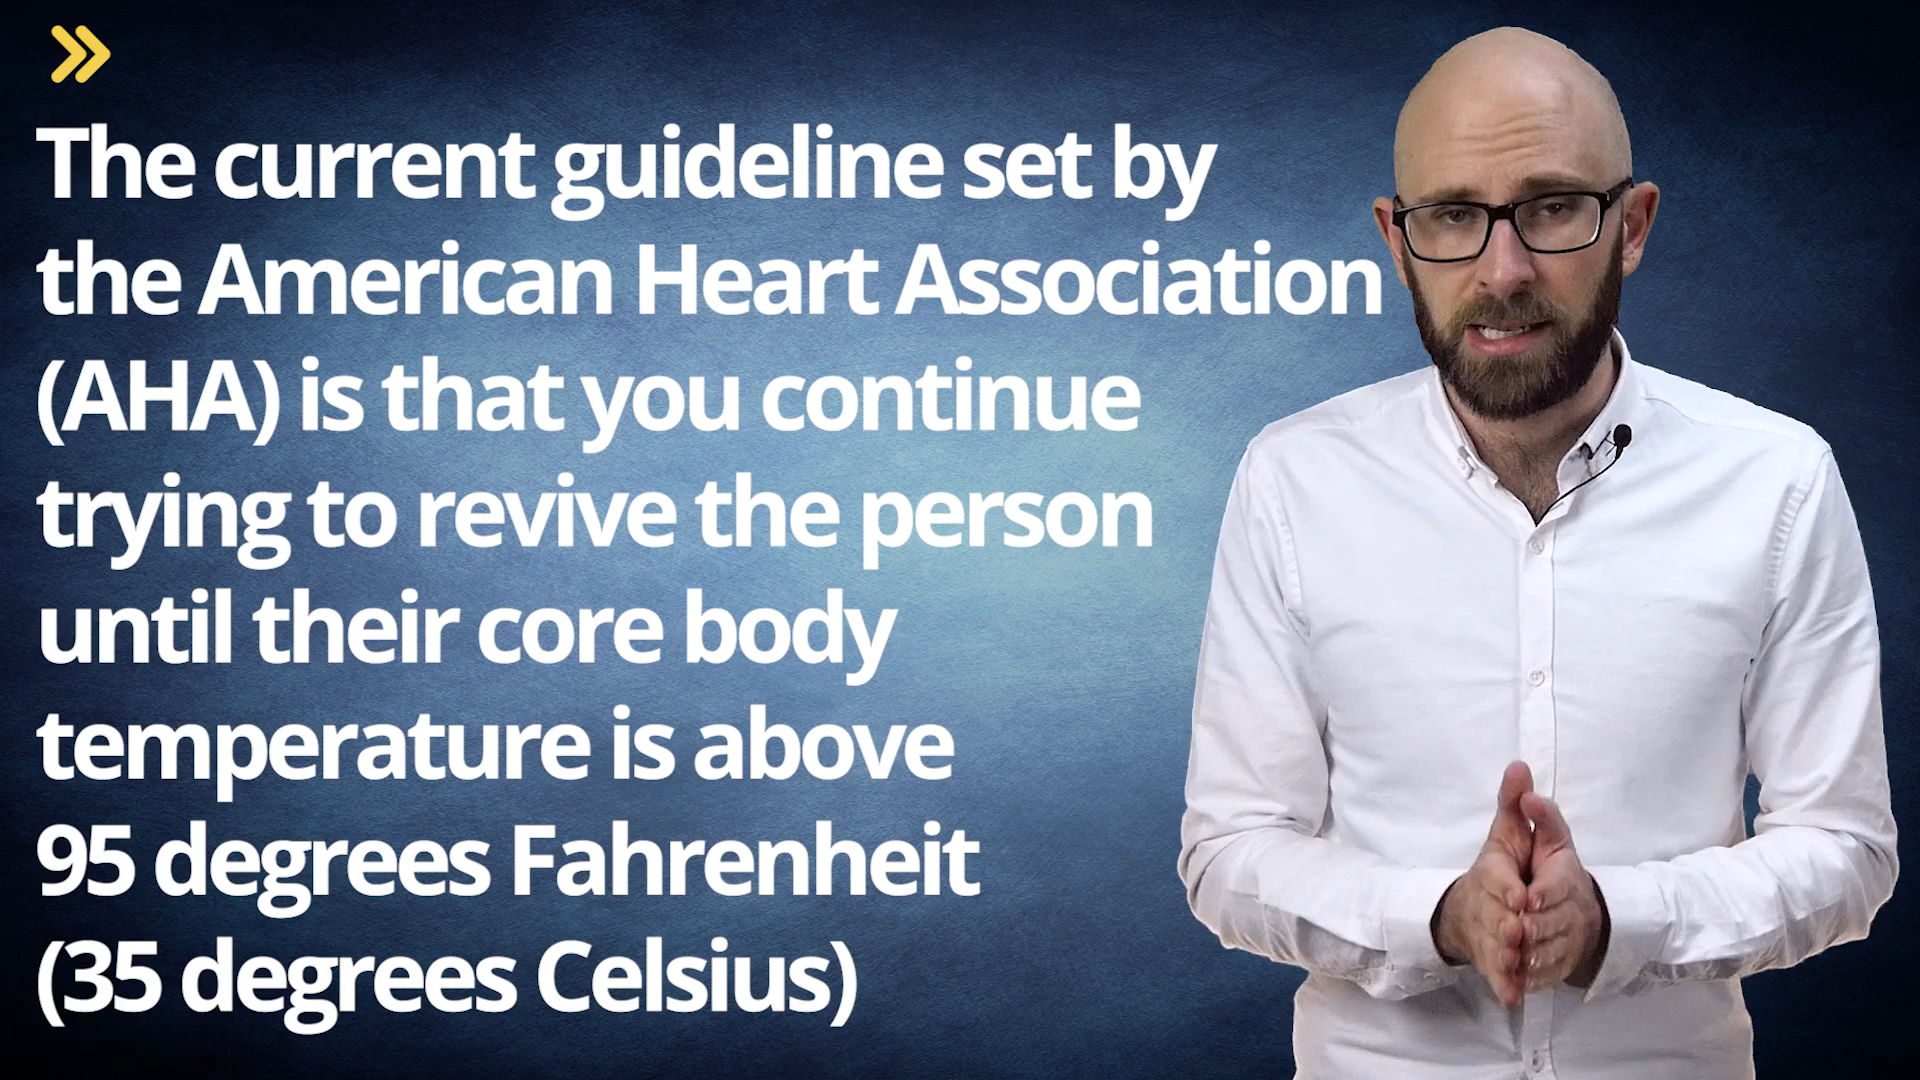 The current guideline set by
the American Heart Association
(AHA) is that you continue
trying to revive the person
until their core body
temperature is above
95 degrees Fahrenheit
(35 degrees Celsius)